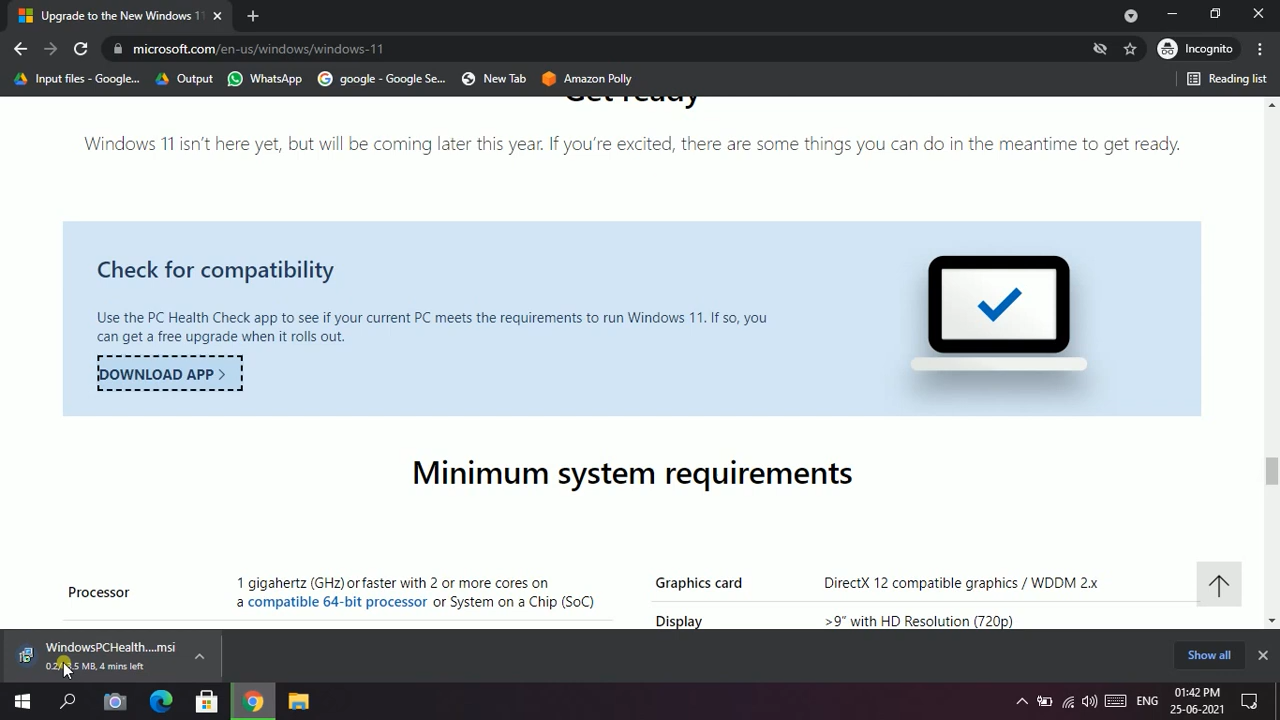 Upgrade to the New Windows 11
microsoft.com/en-us/windows/windows-11
Incognito
Input files - Google...
Output
WhatsApp
google - Google Se...
New Tab
Amazon Polly
Reading list
Get ready
Windows 11 isn't here yet, but will be coming later this year. If you're excited, there are some things you can do in the meantime to get ready.
Check for compatibility
Use the PC Health Check app to see if your current PC meets the requirements to run Windows 11. If so, you
can get a free upgrade when it rolls out.
DOWNLOAD APP
Minimum system requirements
Processor
1 gigahertz (GHz) or faster with 2 or more cores on
a compatible 64-bit processor or System on a Chip (SoC)
Graphics card
DirectX 12 compatible graphics / WDDM 2.x
Display
>9" with HD Resolution (720p)
WindowsPCHealth....msi
MB, 4 mins left
Show all
ENG
01:42 PM
25-06-2021